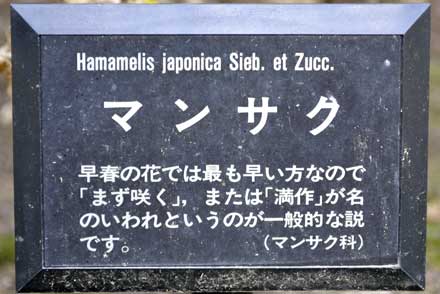 Hamamelis japonica Sieb. et Zucc.
マンサク
早春の花では最も早い方なので
「まず咲く」，または「満作」が名
のいわれというのが一般的な説
です。 （マンサク科）